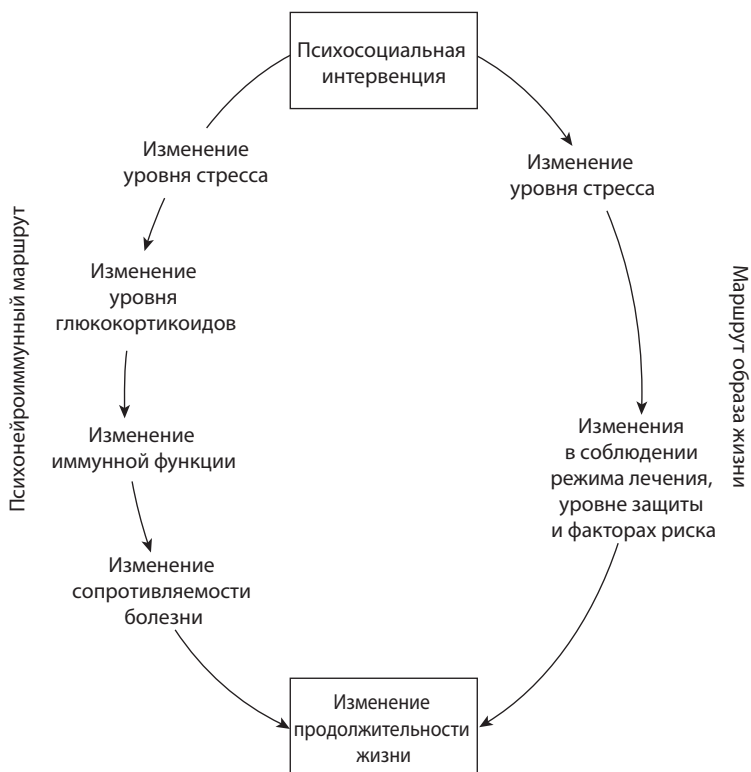 Психосоциальная
интервенция
Изменение
уровня стресса
Изменение
уровня
глюкокортикоидов
Изменение
иммунной функции
Изменение
сопротивляемости
болезни
Психонейроиммунный маршрут
Изменение
уровня стресса
Изменения
в соблюдении
режима лечения,
уровне защиты
и факторах риска
Маршрут образа жизни
Изменение
продолжительности
жизни